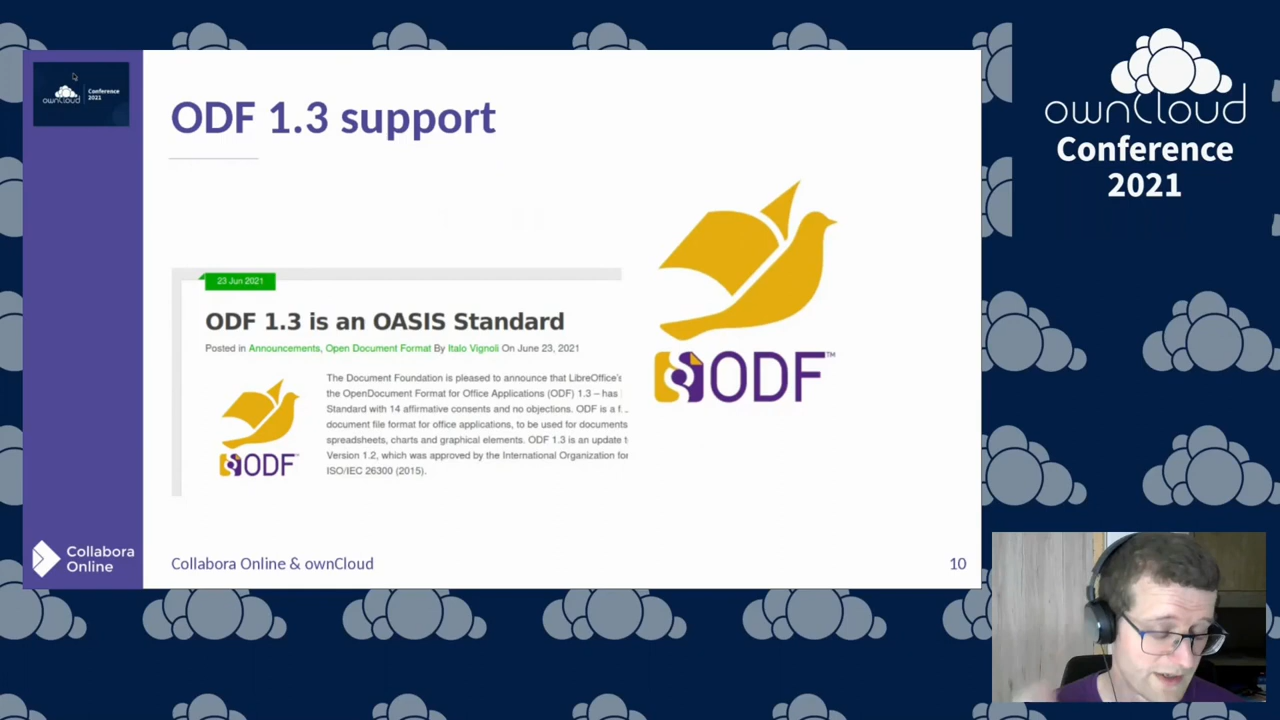 ownCloud
Conference
2021
ownCloud
Conference
2021
ODF 1.3 support
23 Jun 2021
ODF 1.3 is an OASIS Standard
Posted in Announcements, Open Document Format By Italo Vignoli On June 23, 2021
The Document Foundation is pleased to announce that LibreOffice's
the OpenDocument Format for Office Applications (ODF) 1.3 – has
Standard with 14 affirmative consents and no objections. ODF is a f
document file format for office applications, to be used for documents
spreadsheets, charts and graphical elements. ODF 1.3 is an update t
Version 1.2, which was approved by the International Organization for
ISO/IEC 26300 (2015).
ODF
ODF™
Collabora
Online
Collabora Online & ownCloud
10